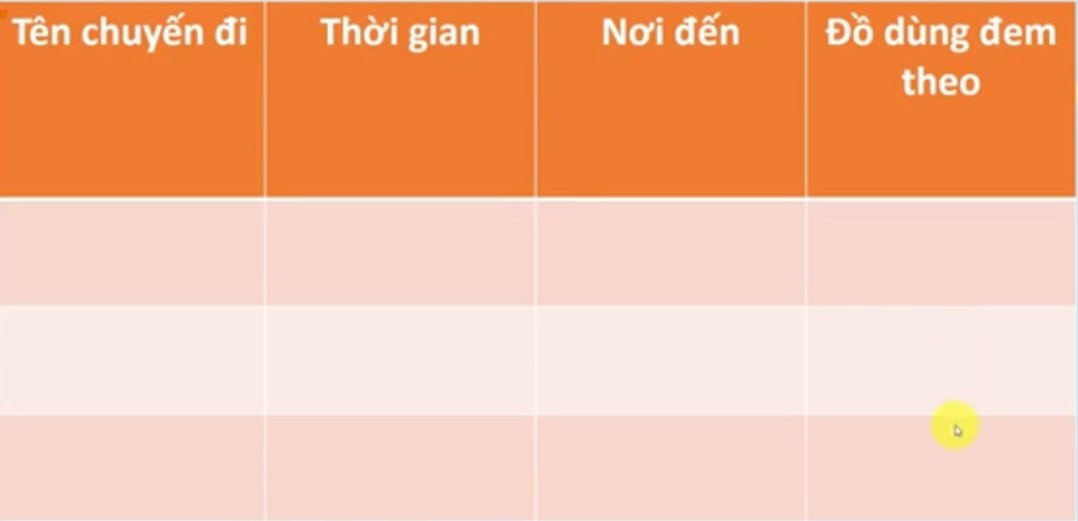 Tên chuyến đi
Thời gian
Nơi đến
Đồ dùng đem
theo